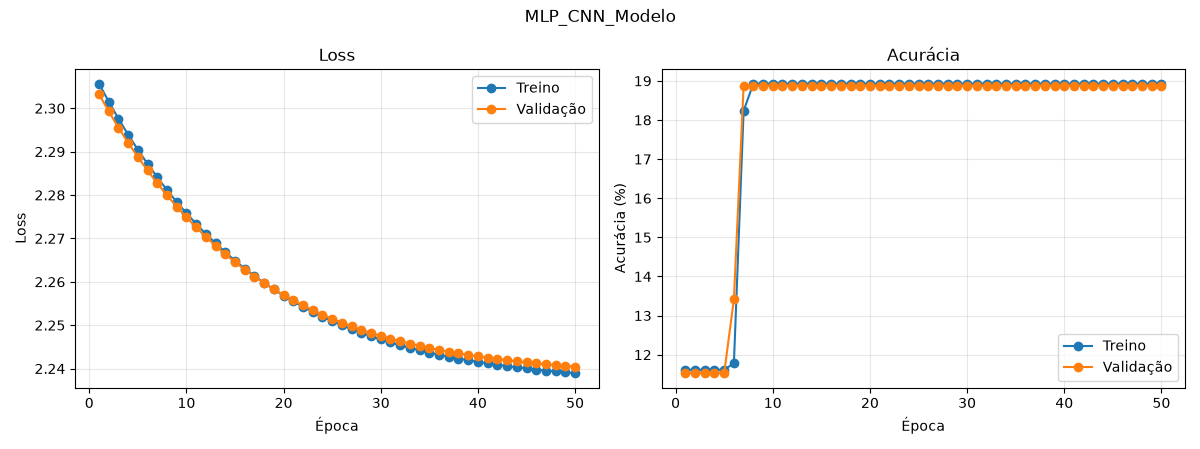 MLP_CNN_Modelo
Loss
Treino
Validação
2.30
2.29
2.28
2.27
2.26
2.25
2.24
Loss
0
10
20
30
40
50
Época
Acurácia
19
18
17
16
15
14
13
12
Acurácia (%)
Treino
Validação
0
10
20
30
40
50
Época